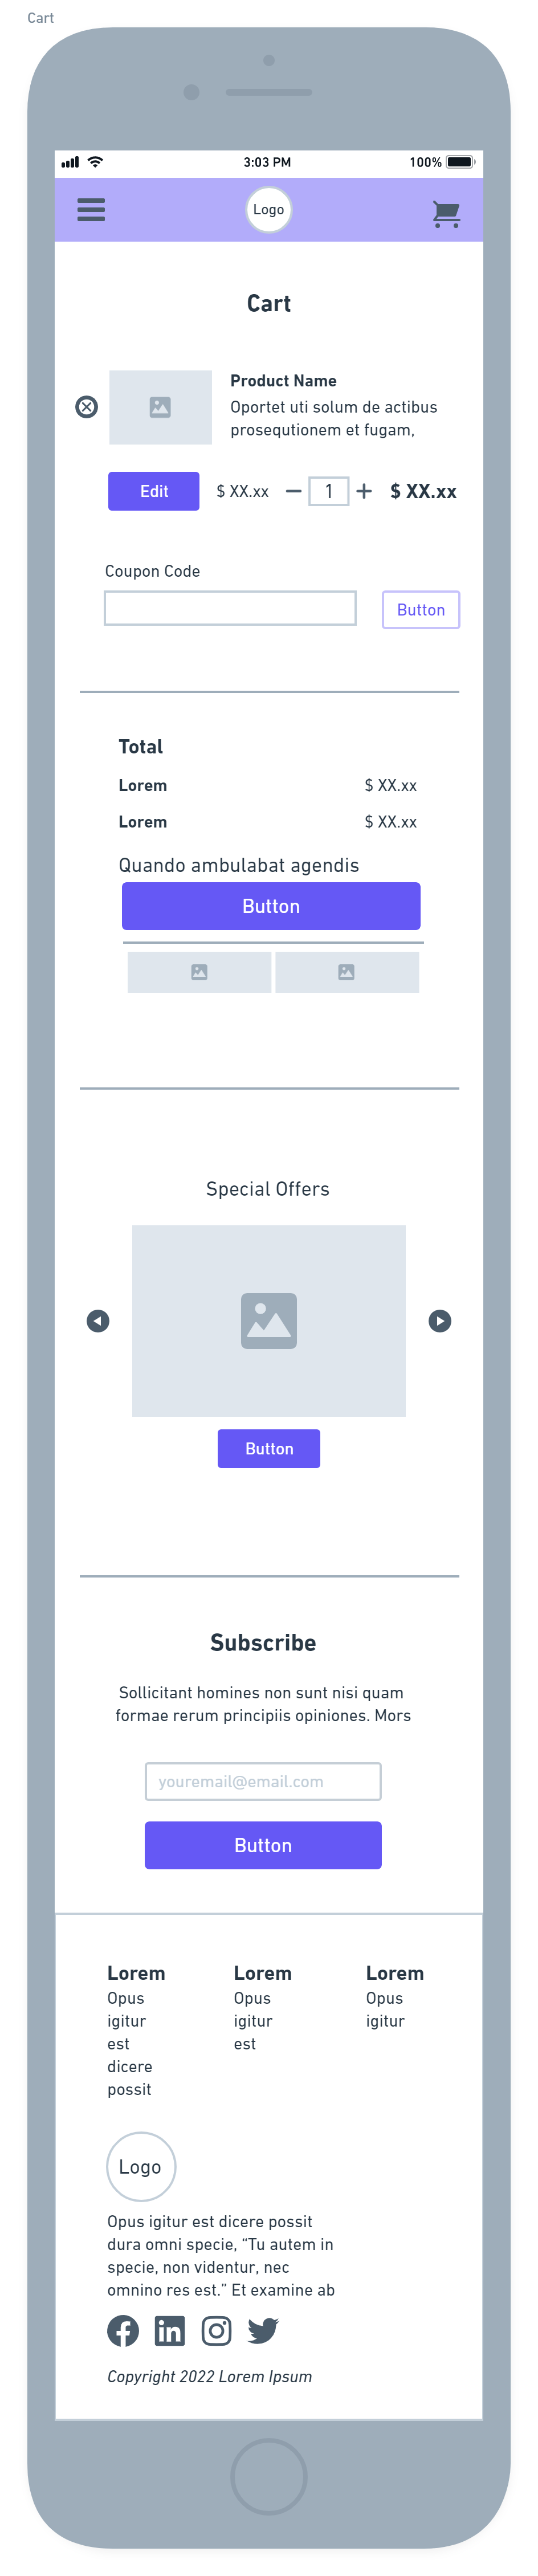 Cart
3:03 PM 100%
Logo
Cart
Product Name
Oportet uti solum de actibus
prosequtionem et fugam,
Edit $ XX.xx 1 $ XX.xx
Coupon Code
Button
Total
Lorem $ XX.xx
Lorem $ XX.xx
Quando ambulabat agendis
Button
Special Offers
Button
Subscribe
Sollicitant homines non sunt nisi quam
formae rerum principiis opiniones. Mors
youremail@email.com
Button
Lorem Lorem Lorem
Opus Opus Opus
igitur igitur igitur
est est
dicere
possit
Logo
Opus igitur est dicere possit
dura omni specie, “Tu autem in
specie, non videntur, nec
omnino res est.” Et examine ab
Copyright 2022 Lorem Ipsum